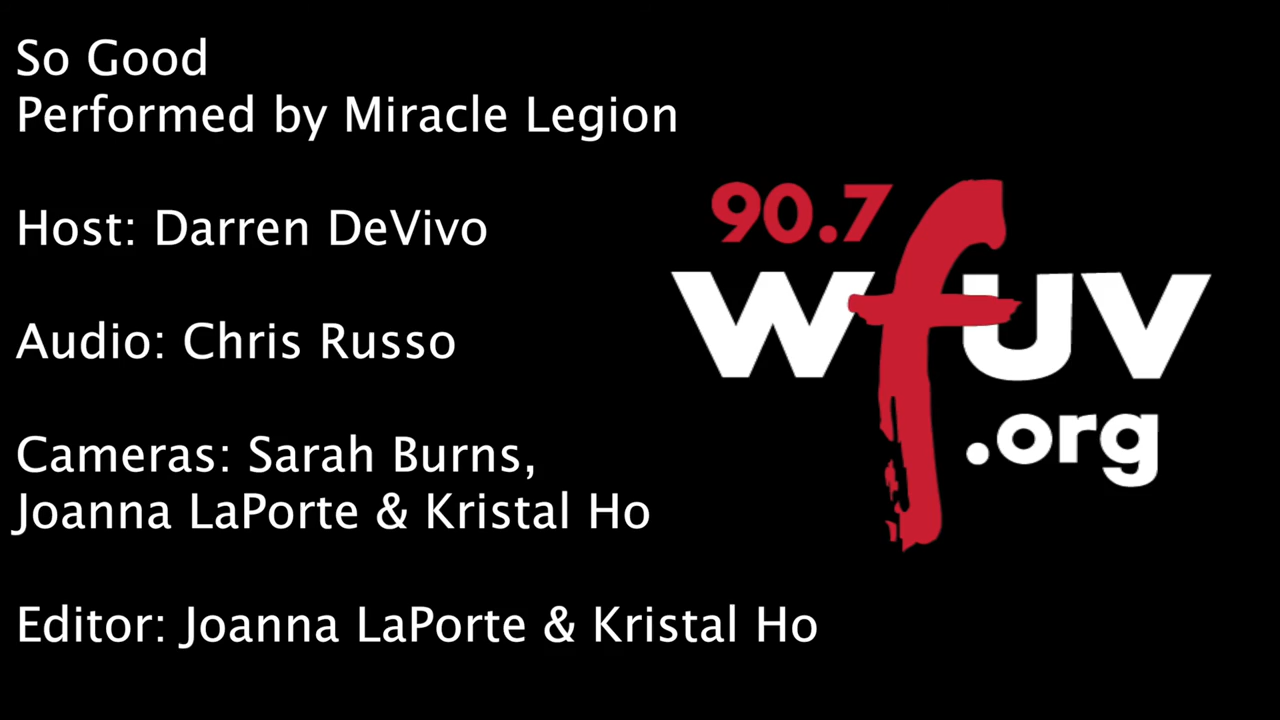 So Good
Performed by Miracle Legion
Host: Darren DeVivo
Audio: Chris Russo
Cameras: Sarah Burns,
Joanna LaPorte & Kristal Ho
Editor: Joanna LaPorte & Kristal Ho
90.7
wfuv
.org